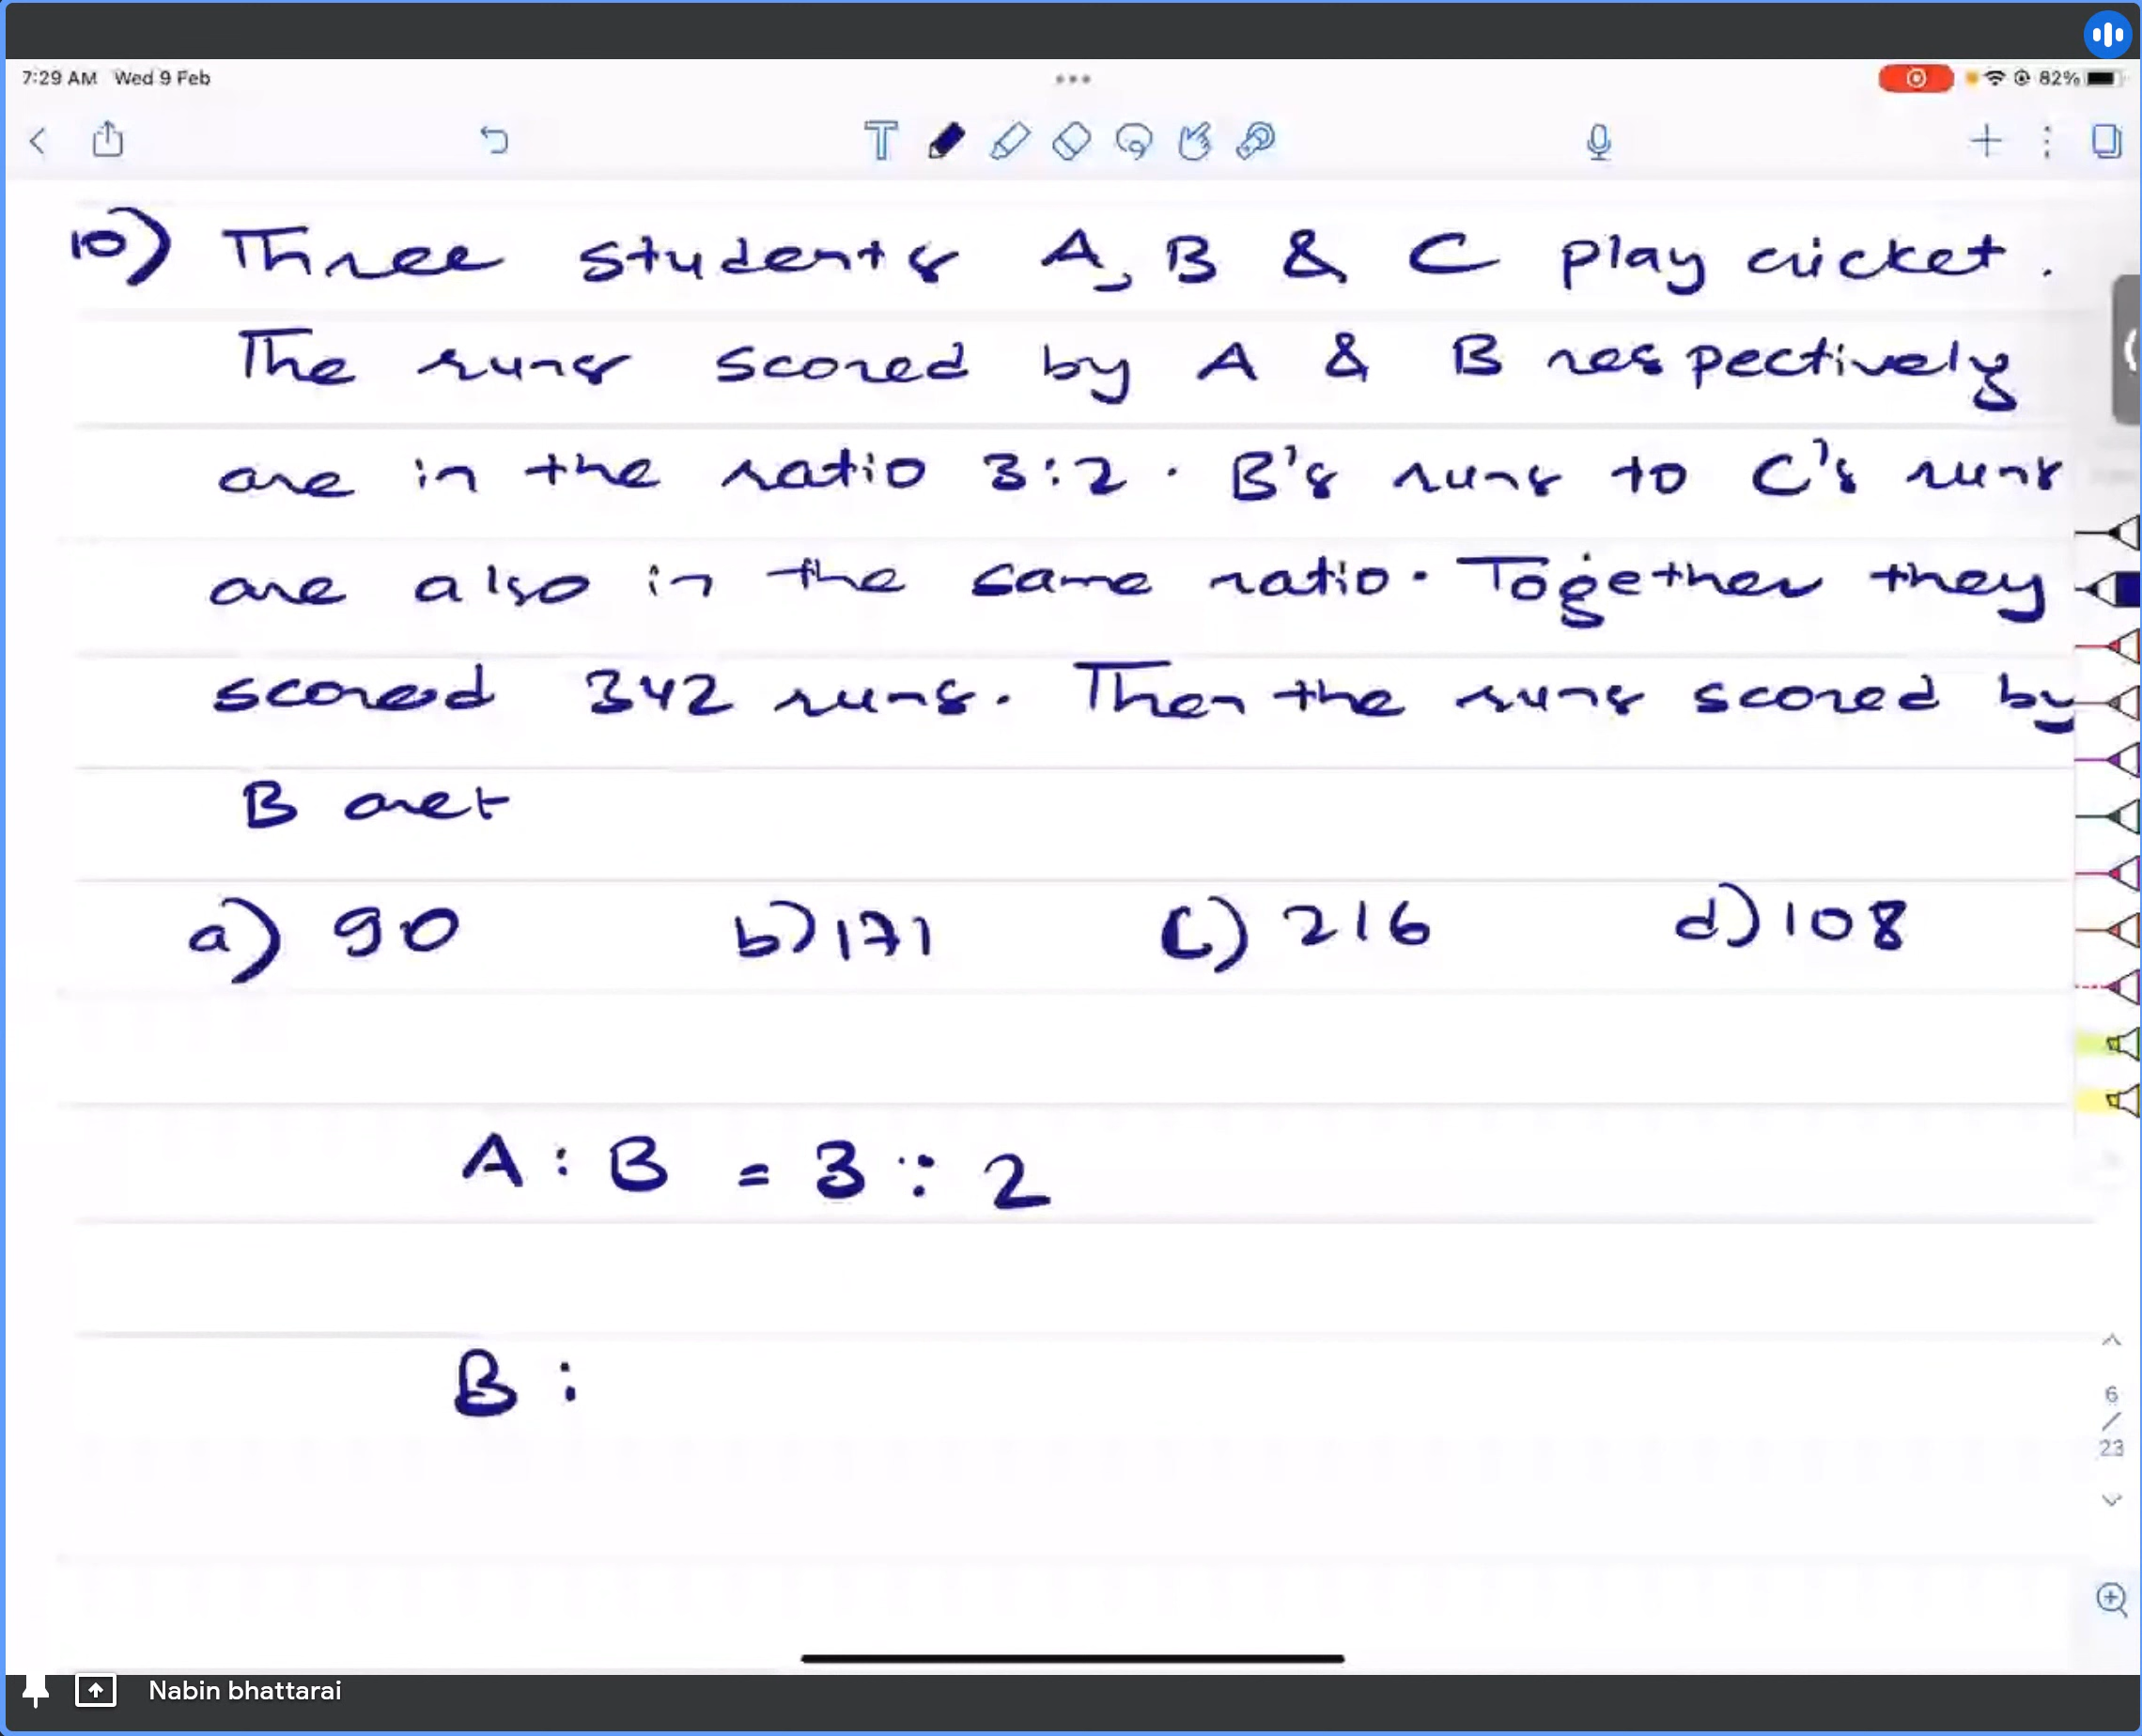 7:29 AM Wed 9 Feb
82%
10) Three students A, B & C play cricket.
The runs scored by A & B respectively
are in the ratio 3:2. B's runs to C's runs
are also in the same ratio. Together they
scored 342 runs. Then the runs scored by
B are
a) 90 b) 171 c) 216 d) 108
A : B = 3 : 2
B :
6
/
23
Nabin bhattarai